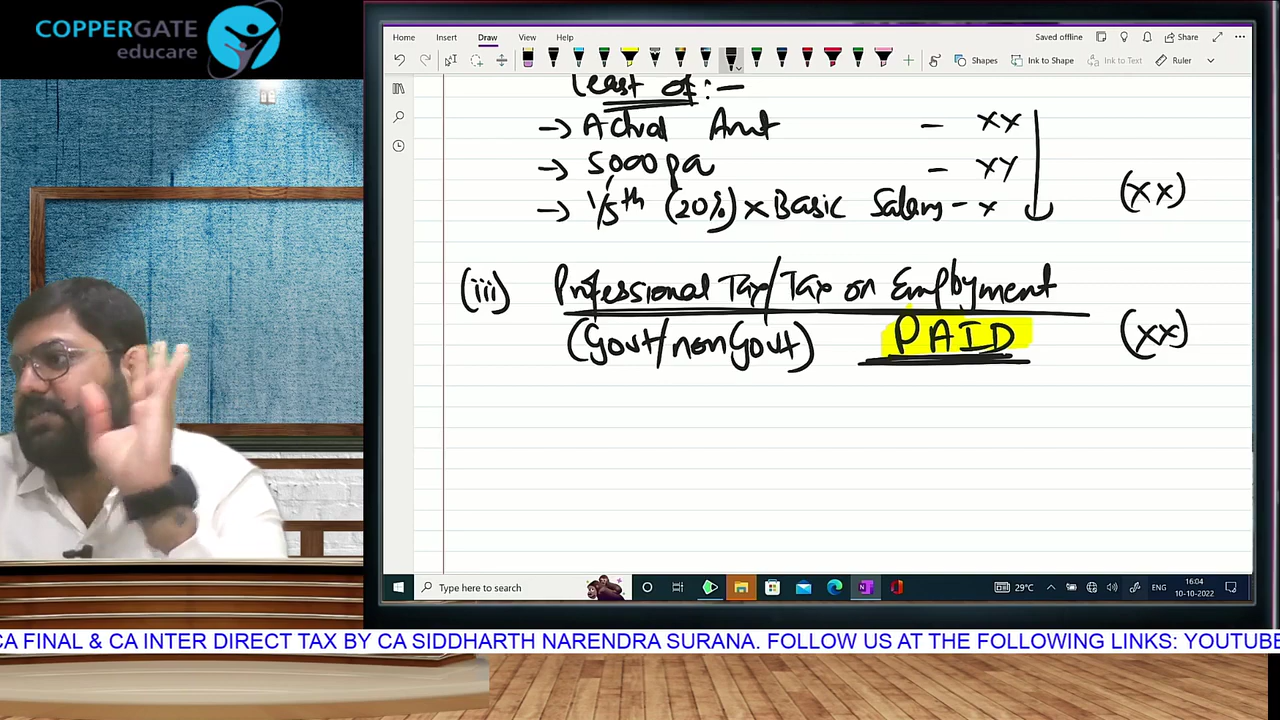 COPPERGATE
educare
Home Insert Draw View Help
Saved offline
Share
Shapes
Ink to Shape
Ink to Text
Ruler
Least of :-
→ Actual Amt - XX
→ 5000 pa - XY
→ 1/5th (20%) x Basic Salary - x (XX)
(iii) Professional Tax/Tax on Employment
(Govt/non Govt) PAID (XX)
Type here to search
29°C
ENG
16:04
10-10-2022
CA FINAL & CA INTER DIRECT TAX BY CA SIDDHARTH NARENDRA SURANA. FOLLOW US AT THE FOLLOWING LINKS: YOUTUBE